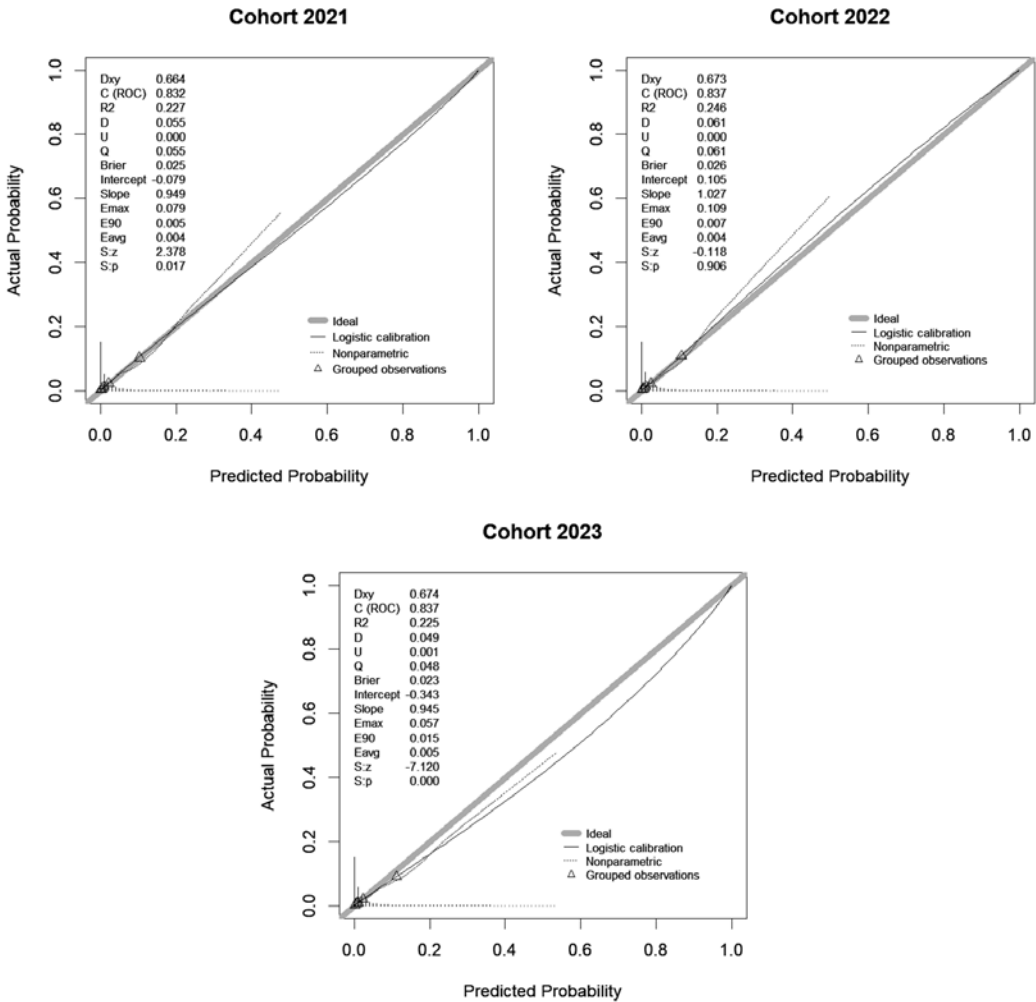 Cohort 2021
Actual Probability
1.0
0.8
0.6
0.4
0.2
0.0
Dxy 0.664
C (ROC) 0.832
R2 0.227
D 0.055
U 0.000
Q 0.055
Brier 0.025
Intercept -0.079
Slope 0.949
Emax 0.079
E90 0.005
Eavg 0.004
S:z 2.378
S:p 0.017
Ideal
Logistic calibration
Nonparametric
Grouped observations
0.0 0.2 0.4 0.6 0.8 1.0
Predicted Probability
Cohort 2022
Actual Probability
1.0
0.8
0.6
0.4
0.2
0.0
Dxy 0.673
C (ROC) 0.837
R2 0.246
D 0.061
U 0.000
Q 0.061
Brier 0.026
Intercept 0.105
Slope 1.027
Emax 0.109
E90 0.007
Eavg 0.004
S:z -0.118
S:p 0.906
Ideal
Logistic calibration
Nonparametric
Grouped observations
0.0 0.2 0.4 0.6 0.8 1.0
Predicted Probability
Cohort 2023
Actual Probability
1.0
0.8
0.6
0.4
0.2
0.0
Dxy 0.674
C (ROC) 0.837
R2 0.225
D 0.049
U 0.001
Q 0.048
Brier 0.023
Intercept -0.343
Slope 0.945
Emax 0.057
E90 0.015
Eavg 0.005
S:z -7.120
S:p 0.000
Ideal
Logistic calibration
Nonparametric
Grouped observations
0.0 0.2 0.4 0.6 0.8 1.0
Predicted Probability